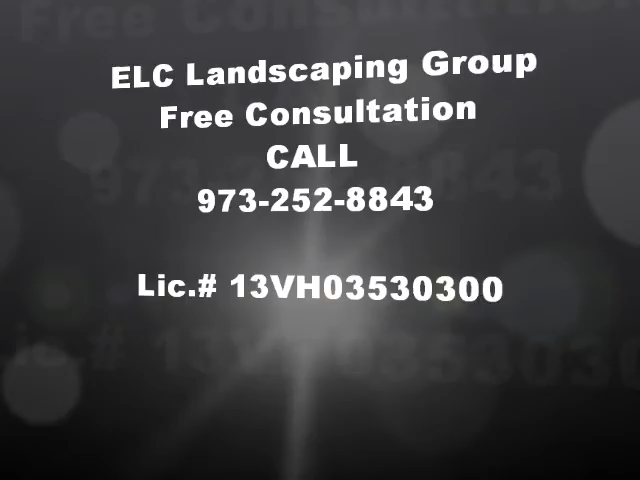 ELC Landscaping Group
Free Consultation
CALL
973-252-8843
Lic.# 13VH03530300